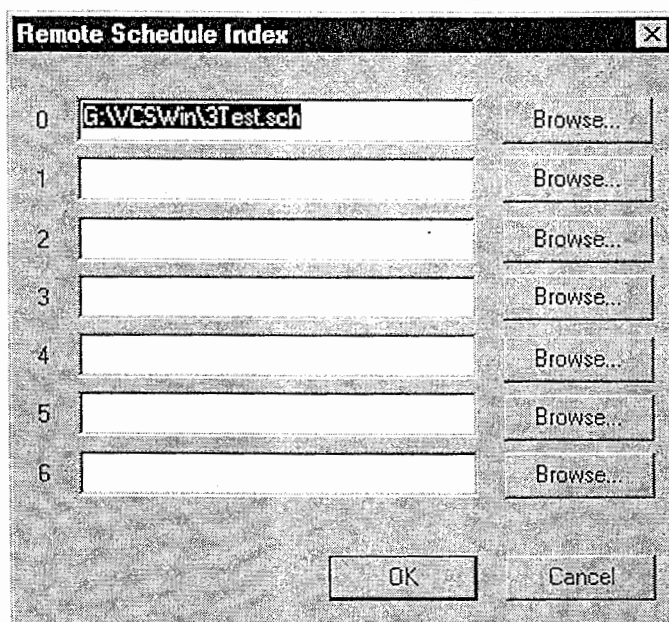 Remote Schedule Index
0 G:\VCSWin\3Test.sch Browse...
1 Browse...
2 Browse...
3 Browse...
4 Browse...
5 Browse...
6 Browse...
OK Cancel